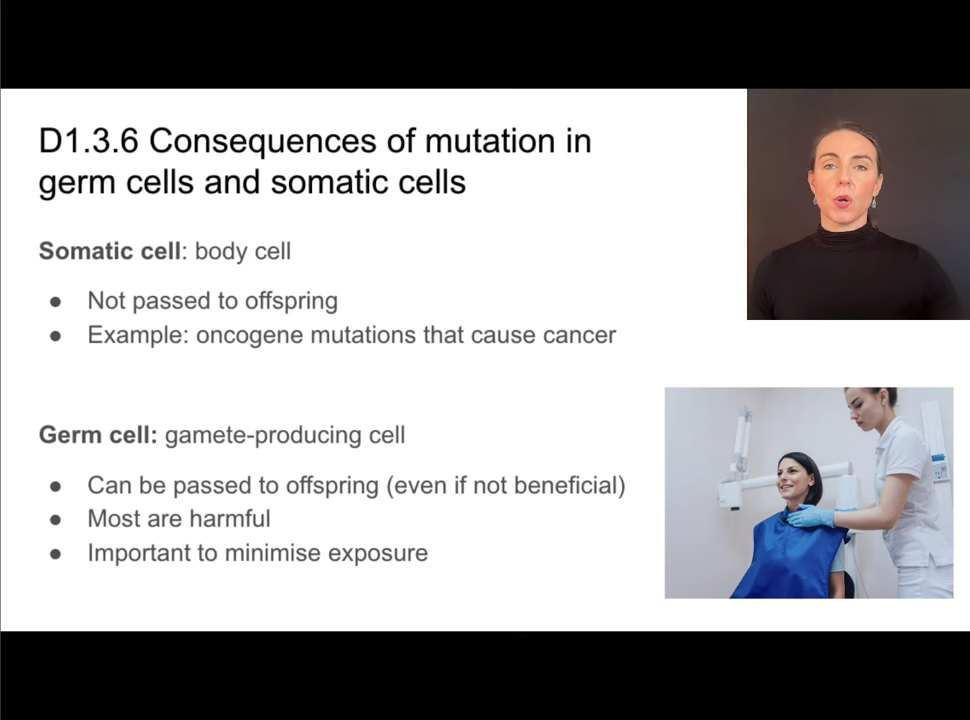 D1.3.6 Consequences of mutation in
germ cells and somatic cells
Somatic cell: body cell
● Not passed to offspring
● Example: oncogene mutations that cause cancer
Germ cell: gamete-producing cell
● Can be passed to offspring (even if not beneficial)
● Most are harmful
● Important to minimise exposure